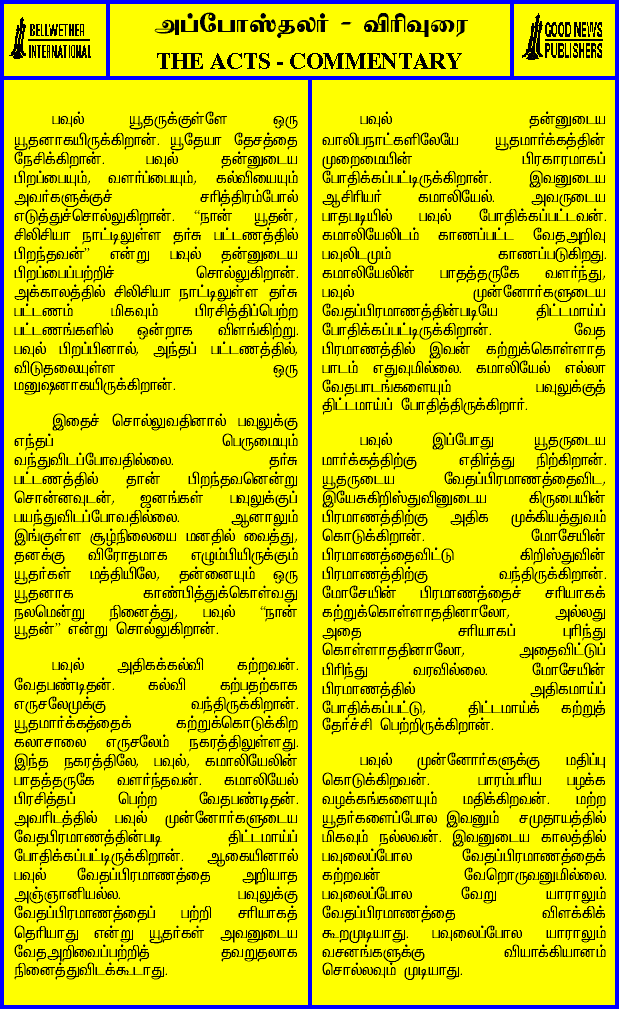 BELLWETHER
INTERNATIONAL
அப்போஸ்தலர் - விரிவுரை
THE ACTS - COMMENTARY
GOOD NEWS
PUBLISHERS
பவுல் யூதருக்குள்ளே ஒரு
யூதனாகயிருக்கிறான். யூதேயா தேசத்தை
நேசிக்கிறான். பவுல் தன்னுடைய
பிறப்பையும், வளர்ப்பையும், கல்வியையும்
அவர்களுக்குச் சரித்திரம்போல்
எடுத்துச்சொல்லுகிறான். “நான் யூதன்,
சிலிசியா நாட்டிலுள்ள தர்சு பட்டணத்தில்
பிறந்தவன்” என்று பவுல் தன்னுடைய
பிறப்பைப்பற்றிச் சொல்லுகிறான்.
அக்காலத்தில் சிலிசியா நாட்டிலுள்ள தர்சு
பட்டணம் மிகவும் பிரசித்திப்பெற்ற
பட்டணங்களில் ஒன்றாக விளங்கிற்று.
பவுல் பிறப்பினால், அந்தப் பட்டணத்தில்,
விடுதலையுள்ள ஒரு
மனுஷனாகயிருக்கிறான்.
இதைச் சொல்லுவதினால் பவுலுக்கு
எந்தப் பெருமையும்
வந்துவிடப்போவதில்லை. தர்சு
பட்டணத்தில் தான் பிறந்தவனென்று
சொன்னவுடன், ஜனங்கள் பவுலுக்குப்
பயந்துவிடப்போவதில்லை. ஆனாலும்
இங்குள்ள சூழ்நிலையை மனதில் வைத்து,
தனக்கு விரோதமாக எழும்பியிருக்கும்
யூதர்கள் மத்தியிலே, தன்னையும் ஒரு
யூதனாக காண்பித்துக்கொள்வது
நலமென்று நினைத்து, பவுல் “நான்
யூதன்” என்று சொல்லுகிறான்.
பவுல் அதிகக்கல்வி கற்றவன்.
வேதபண்டிதன். கல்வி கற்பதற்காக
எருசலேமுக்கு வந்திருக்கிறான்.
யூதமார்க்கத்தைக் கற்றுக்கொடுக்கிற
கலாசாலை எருசலேம் நகரத்திலுள்ளது.
இந்த நகரத்திலே, பவுல், கமாலியேலின்
பாதத்தருகே வளர்ந்தவன். கமாலியேல்
பிரசித்தப் பெற்ற வேதபண்டிதன்.
அவரிடத்தில் பவுல் முன்னோர்களுடைய
வேதபிரமாணத்தின்படி திட்டமாய்ப்
போதிக்கப்பட்டிருக்கிறான். ஆகையினால்
பவுல் வேதப்பிரமாணத்தை அறியாத
அஞ்ஞானியல்ல. பவுலுக்கு
வேதப்பிரமாணத்தைப் பற்றி சரியாகத்
தெரியாது என்று யூதர்கள் அவனுடைய
வேதஅறிவைப்பற்றித் தவறுதலாக
நினைத்துவிடக்கூடாது.
பவுல் தன்னுடைய
வாலிபநாட்களிலேயே யூதமார்க்கத்தின்
முறைமையின் பிரகாரமாகப்
போதிக்கப்பட்டிருக்கிறான். இவனுடைய
ஆசிரியர் கமாலியேல். அவருடைய
பாதபடியில் பவுல் போதிக்கப்பட்டவன்.
கமாலியேலிடம் காணப்பட்ட வேதஅறிவு
பவுலிடமும் காணப்படுகிறது.
கமாலியேலின் பாதத்தருகே வளர்ந்து,
பவுல் முன்னோர்களுடைய
வேதப்பிரமாணத்தின்படியே திட்டமாய்ப்
போதிக்கப்பட்டிருக்கிறான். வேத
பிரமாணத்தில் இவன் கற்றுக்கொள்ளாத
பாடம் எதுவுமில்லை. கமாலியேல் எல்லா
வேதபாடங்களையும் பவுலுக்குத்
திட்டமாய்ப் போதித்திருக்கிறார்.
பவுல் இப்போது யூதருடைய
மார்க்கத்திற்கு எதிர்த்து நிற்கிறான்.
யூதருடைய வேதப்பிரமாணத்தைவிட,
இயேசுகிறிஸ்துவினுடைய கிருபையின்
பிரமாணத்திற்கு அதிக முக்கியத்துவம்
கொடுக்கிறான். மோசேயின்
பிரமாணத்தைவிட்டு கிறிஸ்துவின்
பிரமாணத்திற்கு வந்திருக்கிறான்.
மோசேயின் பிரமாணத்தைச் சரியாகக்
கற்றுக்கொள்ளாததினாலோ, அல்லது
அதை சரியாகப் புரிந்து
கொள்ளாததினாலோ, அதைவிட்டுப்
பிரிந்து வரவில்லை. மோசேயின்
பிரமாணத்தில் அதிகமாய்ப்
போதிக்கப்பட்டு, திட்டமாய்க் கற்றுத்
தேர்ச்சி பெற்றிருக்கிறான்.
பவுல் முன்னோர்களுக்கு மதிப்பு
கொடுக்கிறவன். பாரம்பரிய பழக்க
வழக்கங்களையும் மதிக்கிறவன். மற்ற
யூதர்களைப்போல இவனும் சமுதாயத்தில்
மிகவும் நல்லவன். இவனுடைய காலத்தில்
பவுலைப்போல வேதப்பிரமாணத்தைக்
கற்றவன் வேறொருவனுமில்லை.
பவுலைப்போல வேறு யாராலும்
வேதப்பிரமாணத்தை விளக்கிக்
கூறமுடியாது. பவுலைப்போல யாராலும்
வசனங்களுக்கு வியாக்கியானம்
சொல்லவும் முடியாது.